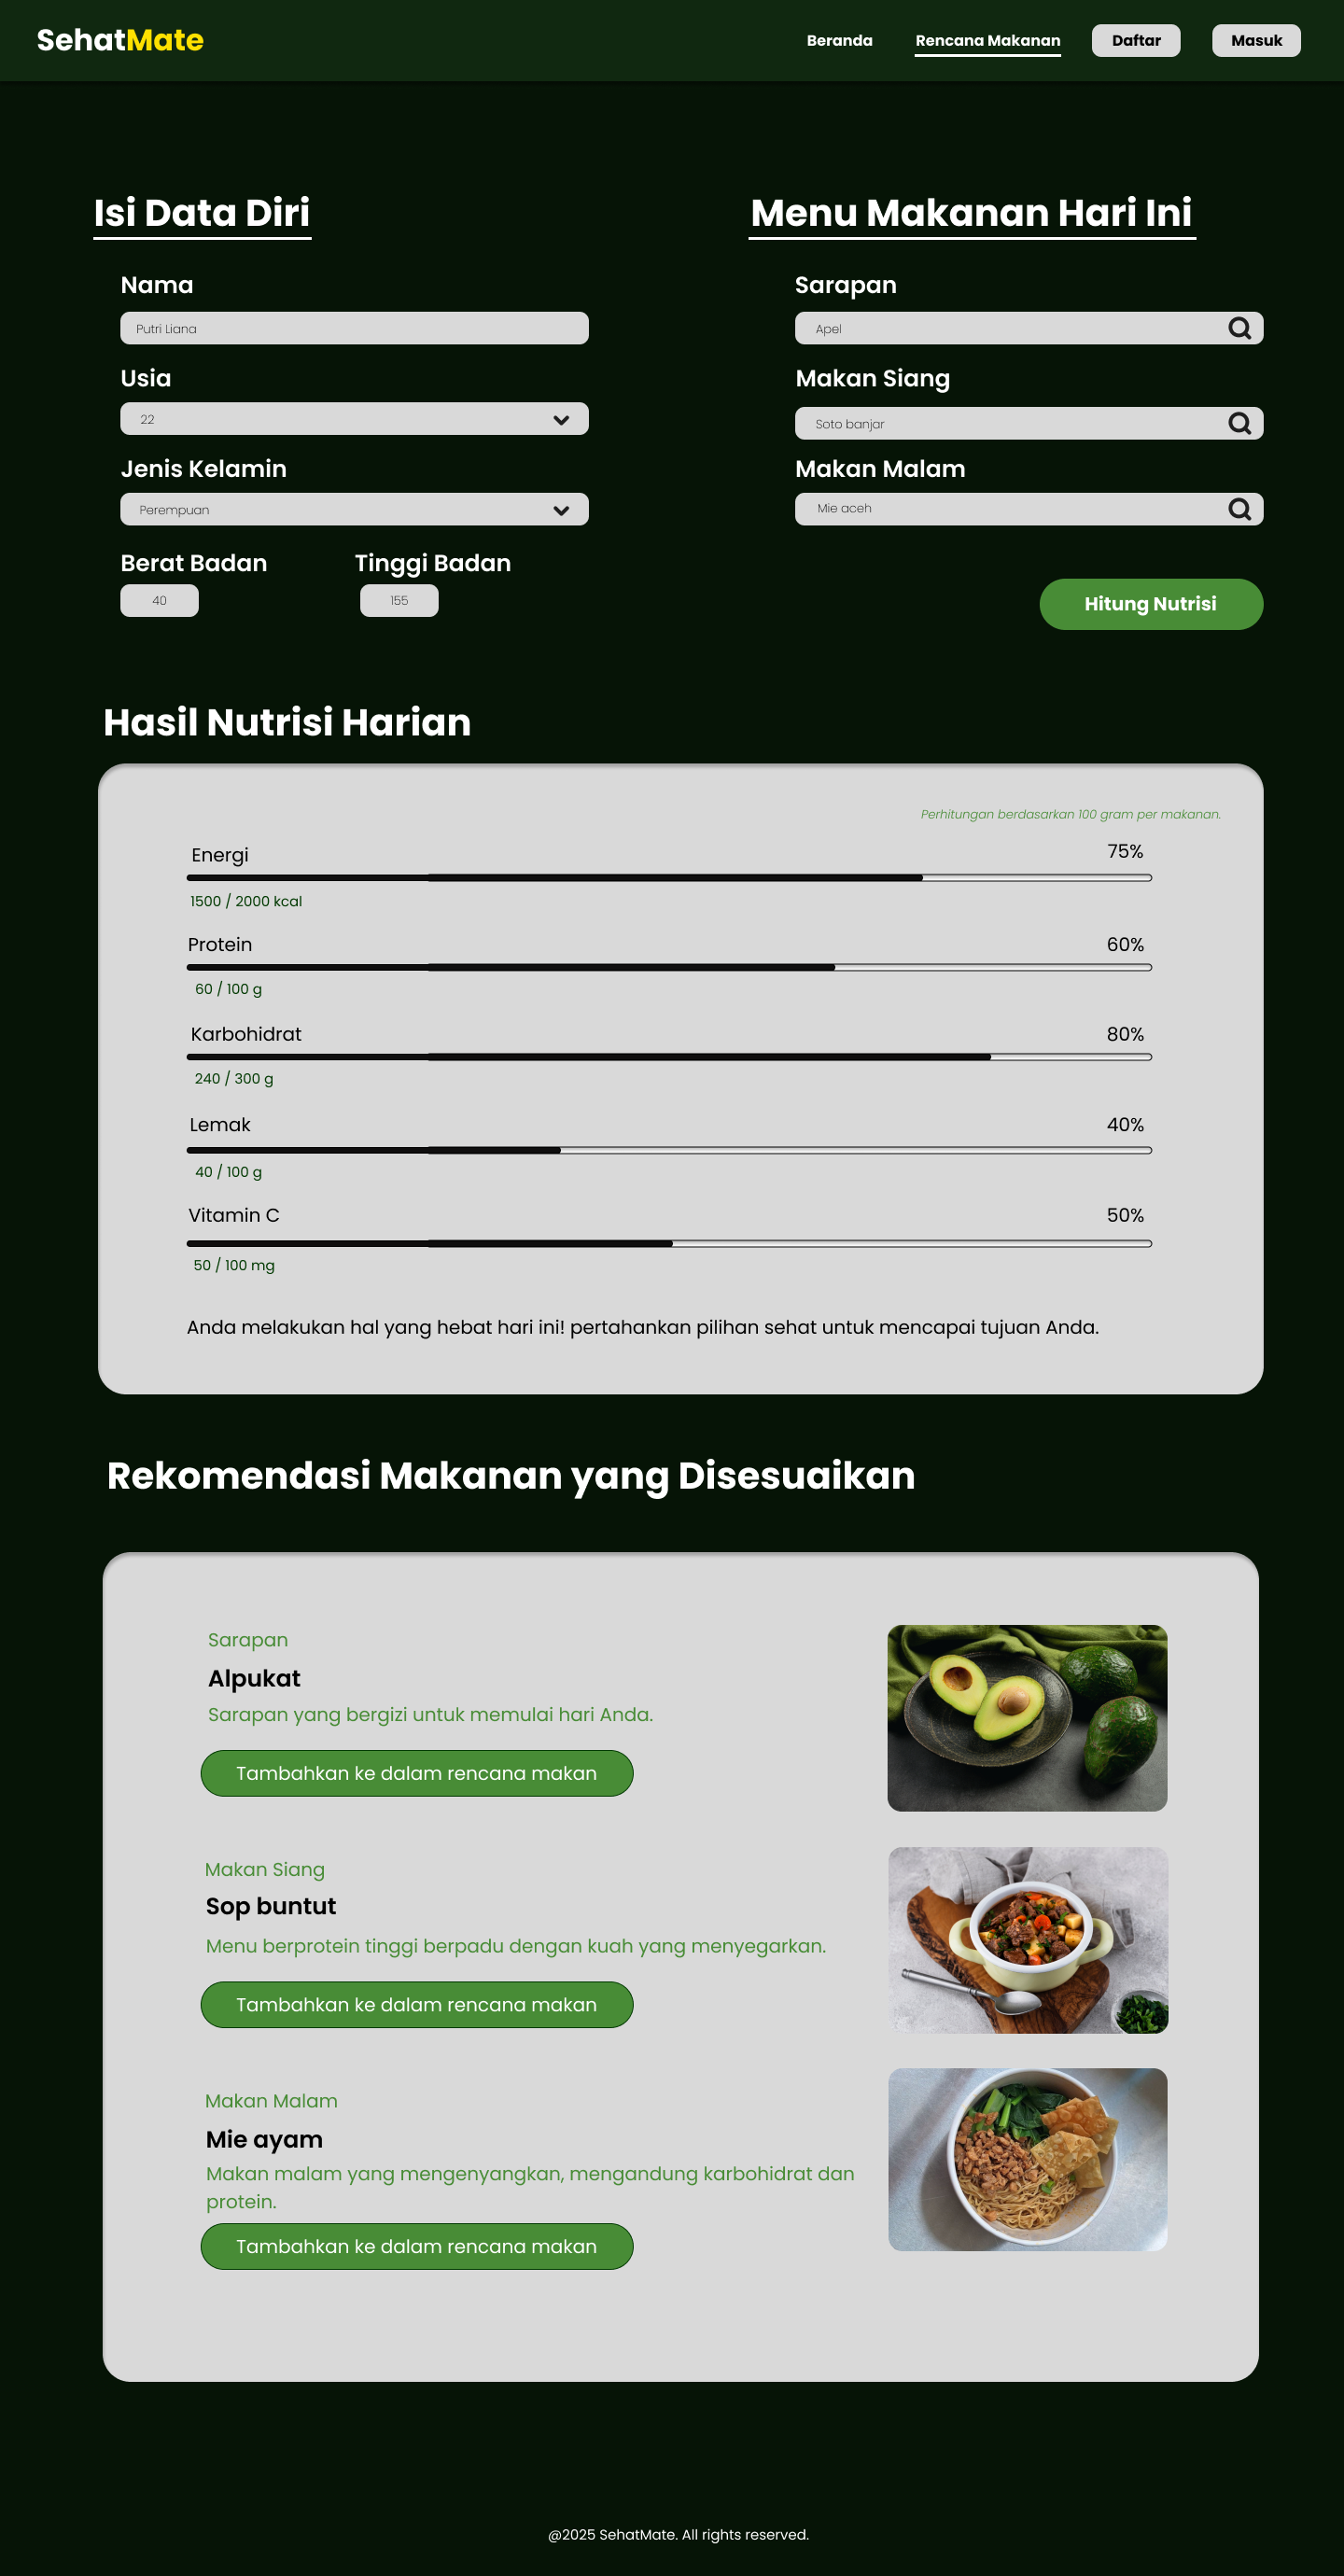 SehatMate
Beranda
Rencana Makanan
Daftar
Masuk
Isi Data Diri
Nama
Putri Liana
Usia
22
Jenis Kelamin
Perempuan
Berat Badan
Tinggi Badan
40
155
Menu Makanan Hari Ini
Sarapan
Apel
Makan Siang
Soto banjar
Makan Malam
Mie aceh
Hitung Nutrisi
Hasil Nutrisi Harian
Perhitungan berdasarkan 100 gram per makanan.
Energi
75%
1500 / 2000 kcal
Protein
60%
60 / 100 g
Karbohidrat
80%
240 / 300 g
Lemak
40%
40 / 100 g
Vitamin C
50%
50 / 100 mg
Anda melakukan hal yang hebat hari ini! pertahankan pilihan sehat untuk mencapai tujuan Anda.
Rekomendasi Makanan yang Disesuaikan
Sarapan
Alpukat
Sarapan yang bergizi untuk memulai hari Anda.
Tambahkan ke dalam rencana makan
Makan Siang
Sop buntut
Menu berprotein tinggi berpadu dengan kuah yang menyegarkan.
Tambahkan ke dalam rencana makan
Makan Malam
Mie ayam
Makan malam yang mengenyangkan, mengandung karbohidrat dan
protein.
Tambahkan ke dalam rencana makan
@2025 SehatMate. All rights reserved.